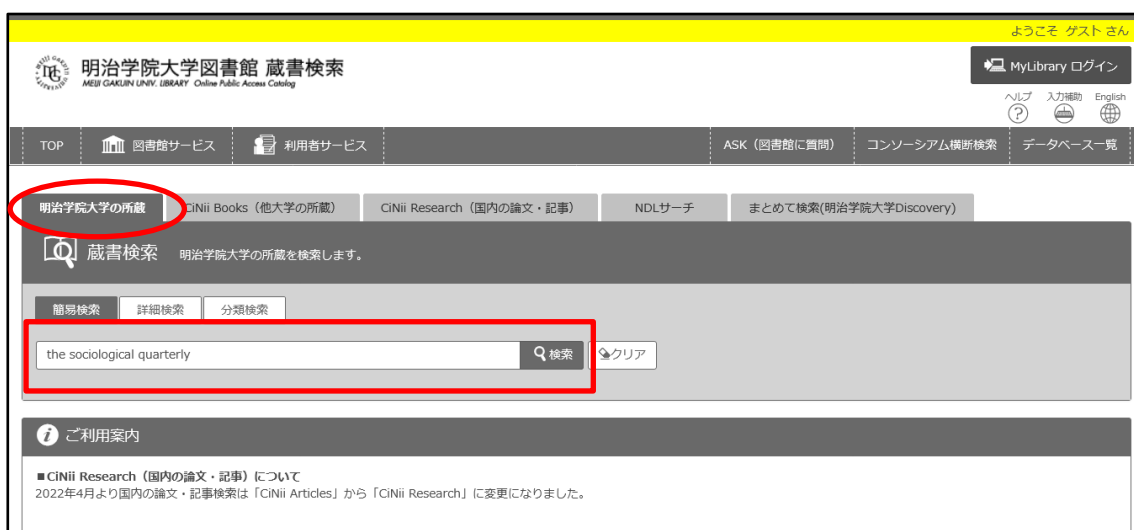 ようこそ ゲスト さん
明治学院大学図書館 蔵書検索
MEIJI GAKUIN UNIV. LIBRARY Online Public Access Catalog
MyLibrary ログイン
ヘルプ 入力補助 English
TOP 図書館サービス 利用者サービス ASK（図書館に質問） コンソーシアム横断検索 データベース一覧
明治学院大学の所蔵 CiNii Books（他大学の所蔵） CiNii Research（国内の論文・記事） NDLサーチ まとめて検索(明治学院大学Discovery)
蔵書検索 明治学院大学の所蔵を検索します。
簡易検索 詳細検索 分類検索
the sociological quarterly 検索 クリア
ご利用案内
■CiNii Research（国内の論文・記事）について
2022年4月より国内の論文・記事検索は「CiNii Articles」から「CiNii Research」に変更になりました。